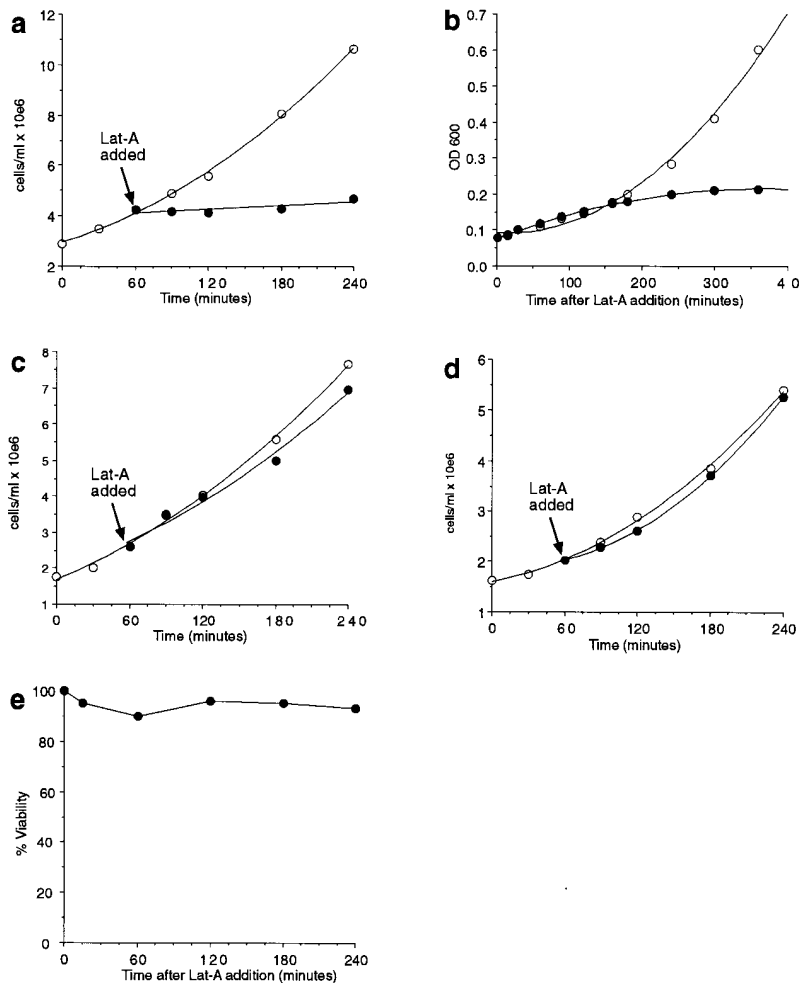 a
12
10
8
6
4
2
cells/ml x 10e6
Lat-A
added
0 60 120 180 240
Time (minutes)
b
0.7
0.6
0.5
0.4
0.3
0.2
0.1
0.0
OD 600
0 100 200 300 4 0
Time after Lat-A addition (minutes)
c
8
7
6
5
4
3
2
1
cells/ml x 10e6
Lat-A
added
0 60 120 180 240
Time (minutes)
d
6
5
4
3
2
1
cells/ml x 10e6
Lat-A
added
0 60 120 180 240
Time (minutes)
e
100
80
60
40
20
0
% Viability
0 60 120 180 240
Time after Lat-A addition (minutes)